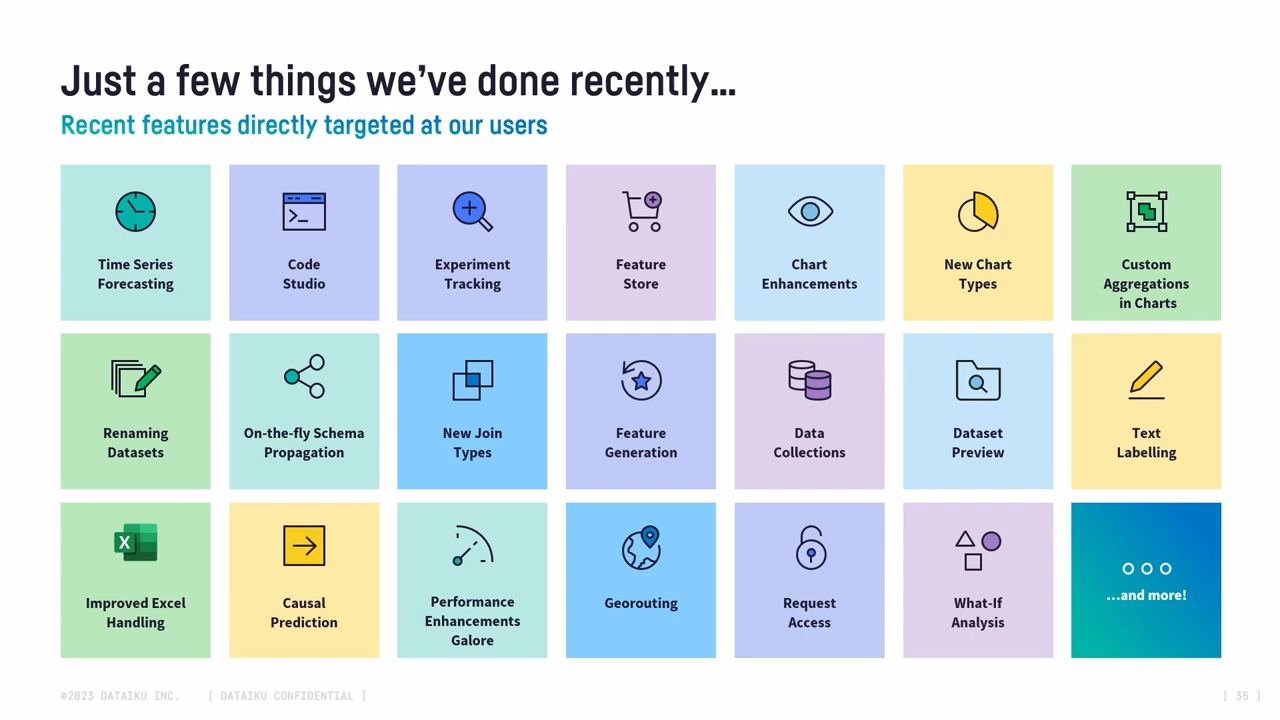 Just a few things we’ve done recently…
Recent features directly targeted at our users
Time Series
Forecasting
Code
Studio
Experiment
Tracking
Feature
Store
Chart
Enhancements
New Chart
Types
Custom
Aggregations
in Charts
Renaming
Datasets
On-the-fly Schema
Propagation
New Join
Types
Feature
Generation
Data
Collections
Dataset
Preview
Text
Labelling
X
Improved Excel
Handling
Causal
Prediction
Performance
Enhancements
Galore
Georouting
Request
Access
What-If
Analysis
…and more!
©2023 DATAIKU INC. [ DATAIKU CONFIDENTIAL ]
[ 35 ]